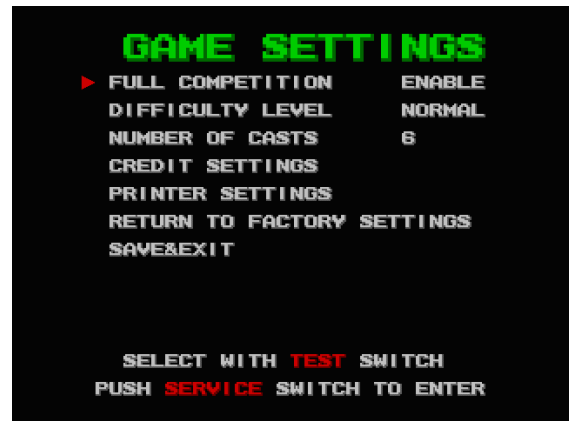 GAME SETTINGS
FULL COMPETITION ENABLE
DIFFICULTY LEVEL NORMAL
NUMBER OF CASTS 6
CREDIT SETTINGS
PRINTER SETTINGS
RETURN TO FACTORY SETTINGS
SAVE&EXIT
SELECT WITH TEST SWITCH
PUSH SERVICE SWITCH TO ENTER